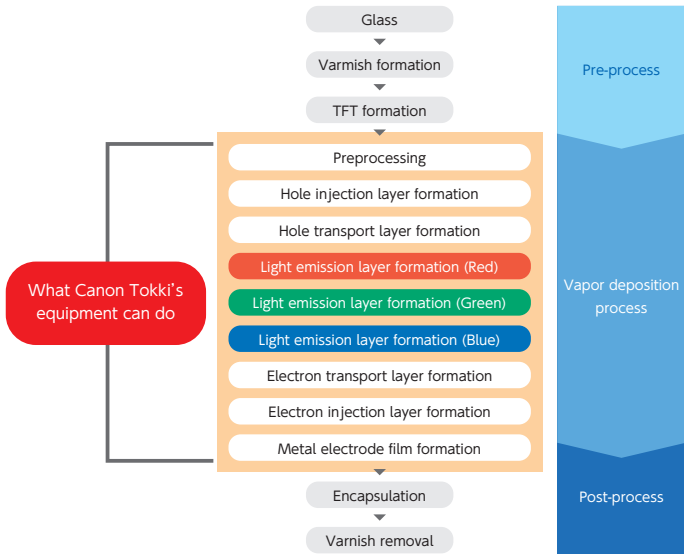 Glass
Varnish formation
TFT formation
Preprocessing
Hole injection layer formation
Hole transport layer formation
Light emission layer formation (Red)
Light emission layer formation (Green)
Light emission layer formation (Blue)
Electron transport layer formation
Electron injection layer formation
Metal electrode film formation
Encapsulation
Varnish removal
What Canon Tokki's
equipment can do
Pre-process
Vapor deposition
process
Post-process